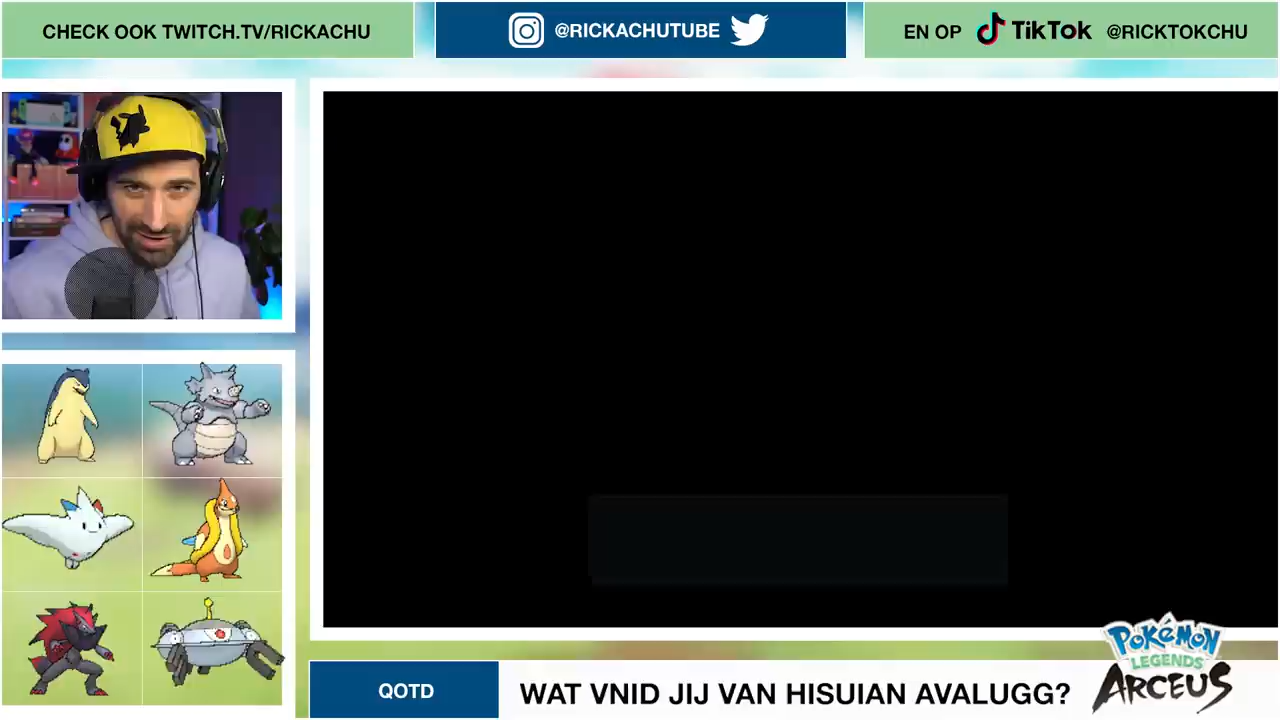 CHECK OOK TWITCH.TV/RICKACHU
@RICKACHUTUBE
EN OP TikTok @RICKTOKCHU
QOTD
WAT VNID JIJ VAN HISUIAN AVALUGG?
POKéMON
LEGENDS
ARCEUS